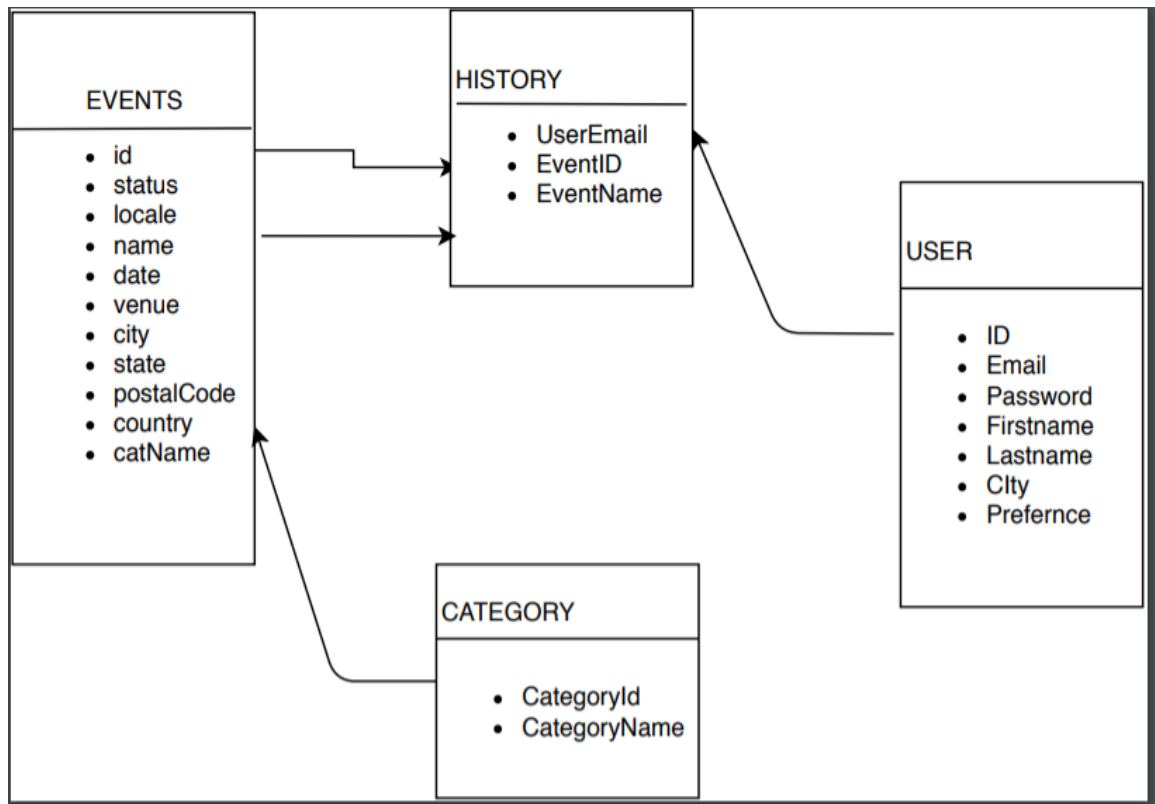 EVENTS
id
status
locale
name
date
venue
city
state
postalCode
country
catName
HISTORY
UserEmail
EventID
EventName
USER
ID
Email
Password
Firstname
Lastname
CIty
Prefernce
CATEGORY
CategoryId
CategoryName